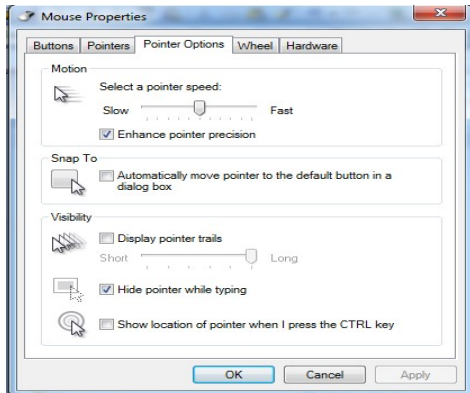 Mouse Properties
Buttons Pointers Pointer Options Wheel Hardware
Motion
Select a pointer speed:
Slow Fast
Enhance pointer precision
Snap To
Automatically move pointer to the default button in a
dialog box
Visibility
Display pointer trails
Short Long
Hide pointer while typing
Show location of pointer when I press the CTRL key
OK Cancel Apply